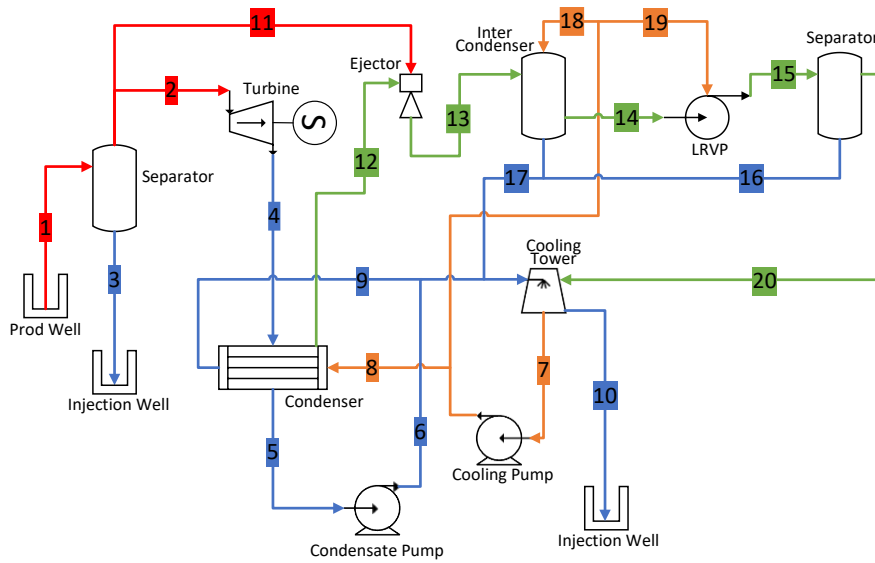 11
18
19
Inter
Condenser
Separator
Ejector
2
Turbine
15
12
13
14
LRVP
Separator
17
16
1
4
Cooling
Tower
3
9
20
Prod Well
8
7
10
Injection Well
Condenser
5
6
Cooling Pump
Condensate Pump
Injection Well